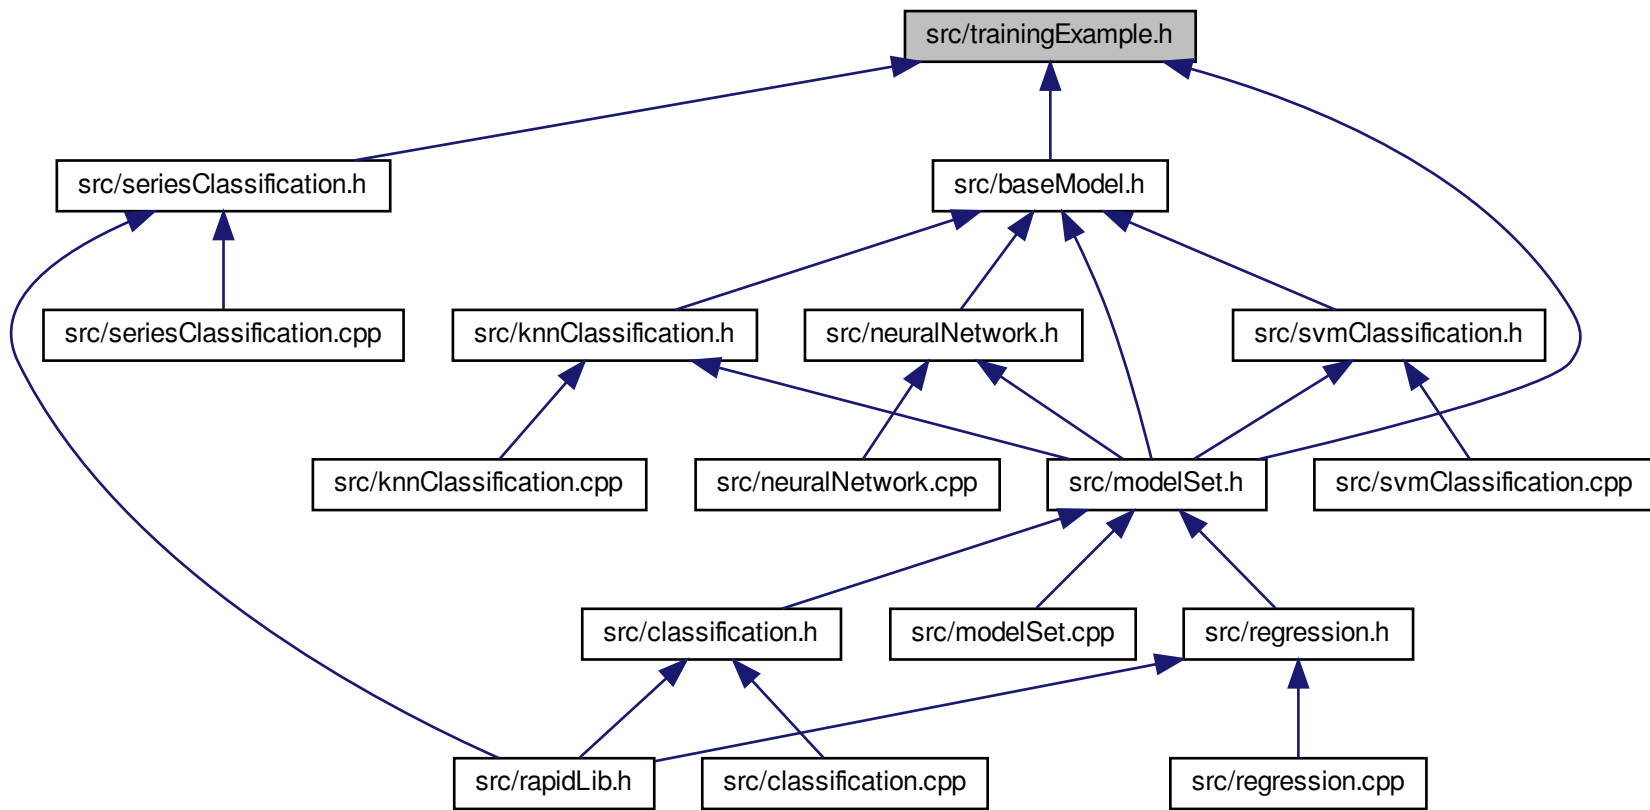 src/trainingExample.h
src/seriesClassification.h
src/baseModel.h
src/seriesClassification.cpp
src/knnClassification.h
src/neuralNetwork.h
src/svmClassification.h
src/knnClassification.cpp
src/neuralNetwork.cpp
src/modelSet.h
src/svmClassification.cpp
src/classification.h
src/modelSet.cpp
src/regression.h
src/rapidLib.h
src/classification.cpp
src/regression.cpp